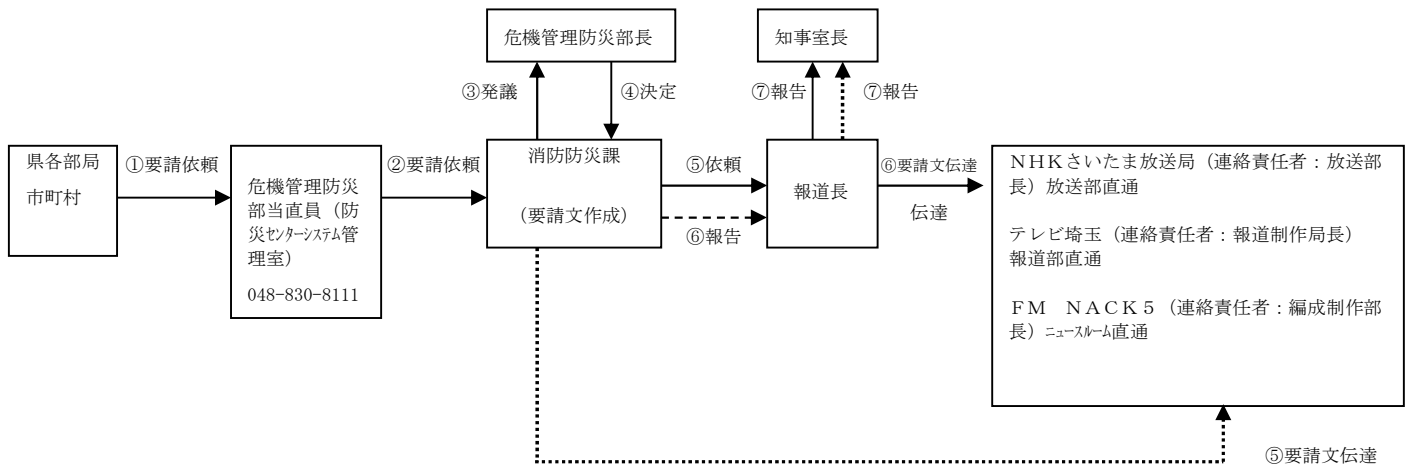 危機管理防災部長
知事室長
③発議
④決定
⑦報告
⑦報告
県各部局
市町村
①要請依頼
危機管理防災
部当直員（防
災ｾﾝﾀｰｼｽﾃﾑ管
理室）
048-830-8111
②要請依頼
消防防災課
（要請文作成）
⑤依頼
⑥報告
報道長
⑥要請文伝達
伝達
ＮＨＫさいたま放送局（連絡責任者：放送部
長）放送部直通
テレビ埼玉（連絡責任者：報道制作局長）
報道部直通
ＦＭ　ＮＡＣＫ５（連絡責任者：編成制作部
長）ﾆｭｰｽﾙｰﾑ直通
⑤要請文伝達